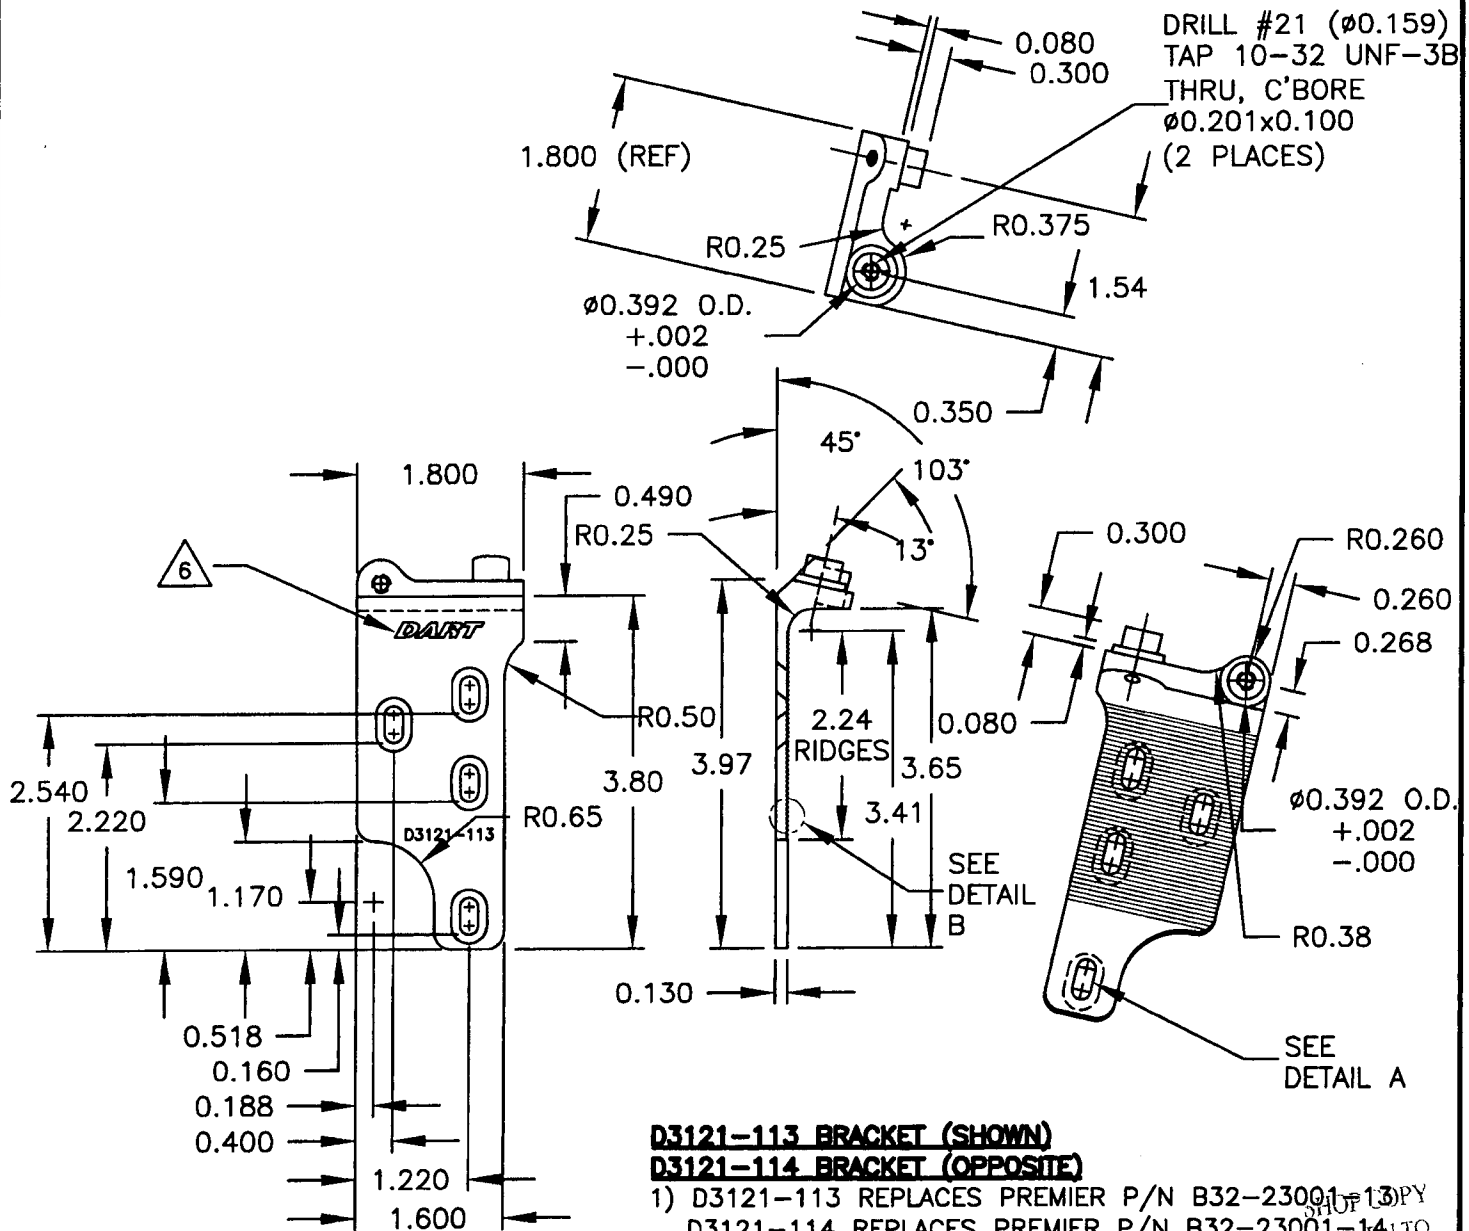 0.080
0.300
DRILL #21 (ø0.159)
TAP 10-32 UNF-3B
THRU, C'BORE
ø0.201x0.100
(2 PLACES)
1.800 (REF)
R0.25
R0.375
1.54
ø0.392 O.D.
+.002
-.000
0.350
45°
103°
13°
1.800
0.490
R0.25
6
DART
0.300
R0.260
0.260
0.268
R0.50
2.24
RIDGES
0.080
3.97
3.65
3.80
3.41
2.540
2.220
1.590
1.170
D3121-113
R0.65
SEE
DETAIL
B
ø0.392 O.D.
+.002
-.000
R0.38
0.130
0.518
0.160
0.188
0.400
1.220
1.600
SEE
DETAIL A
D3121-113 BRACKET (SHOWN)
D3121-114 BRACKET (OPPOSITE)
1) D3121-113 REPLACES PREMIER P/N B32-23001-13
SHOP COPY
D3121-114 REPLACES PREMIER P/N B32-23001-14